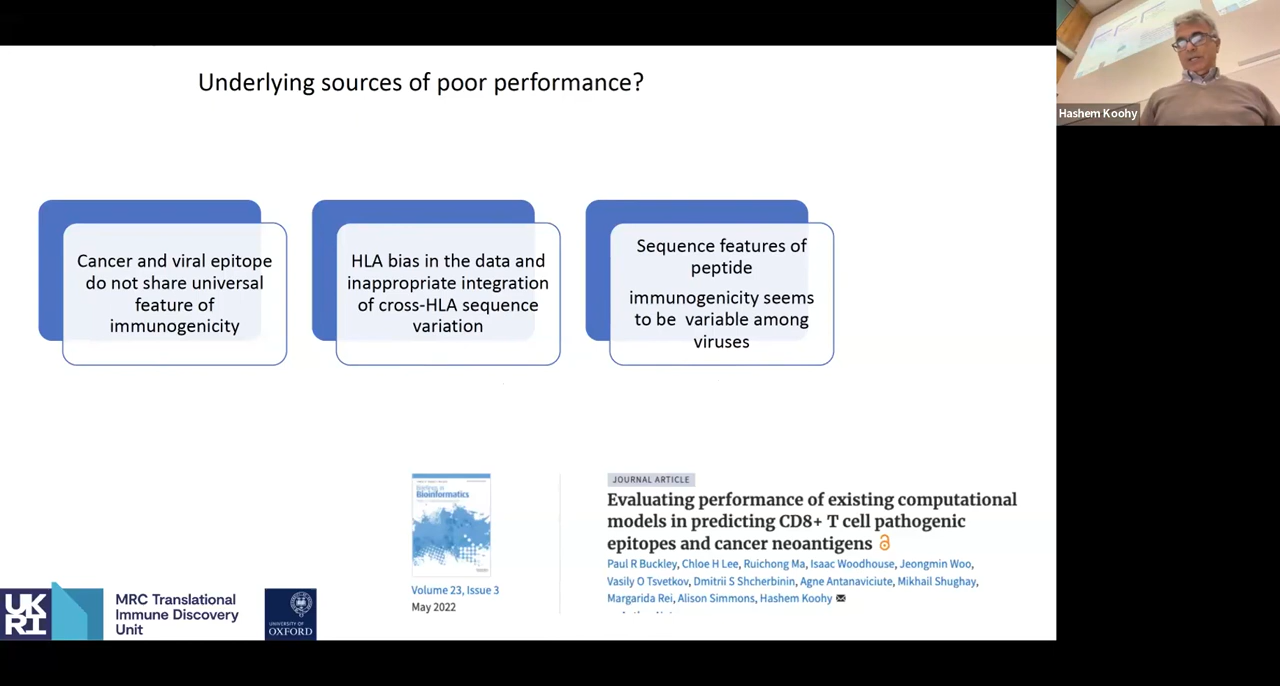 Underlying sources of poor performance?
Hashem Koohy
Cancer and viral epitope
do not share universal
feature of
immunogenicity
HLA bias in the data and
inappropriate integration
of cross-HLA sequence
variation
Sequence features of
peptide
immunogenicity seems
to be variable among
viruses
Briefings in
Bioinformatics
Volume 23, Issue 3
May 2022
JOURNAL ARTICLE
Evaluating performance of existing computational
models in predicting CD8+ T cell pathogenic
epitopes and cancer neoantigens
Paul R Buckley, Chloe H Lee, Ruichong Ma, Isaac Woodhouse, Jeongmin Woo,
Vasily O Tsvetkov, Dmitrii S Shcherbinin, Agne Antanaviciute, Mikhail Shughay,
Margarida Rei, Alison Simmons, Hashem Koohy
UK
RI
MRC Translational
Immune Discovery
Unit
UNIVERSITY OF
OXFORD